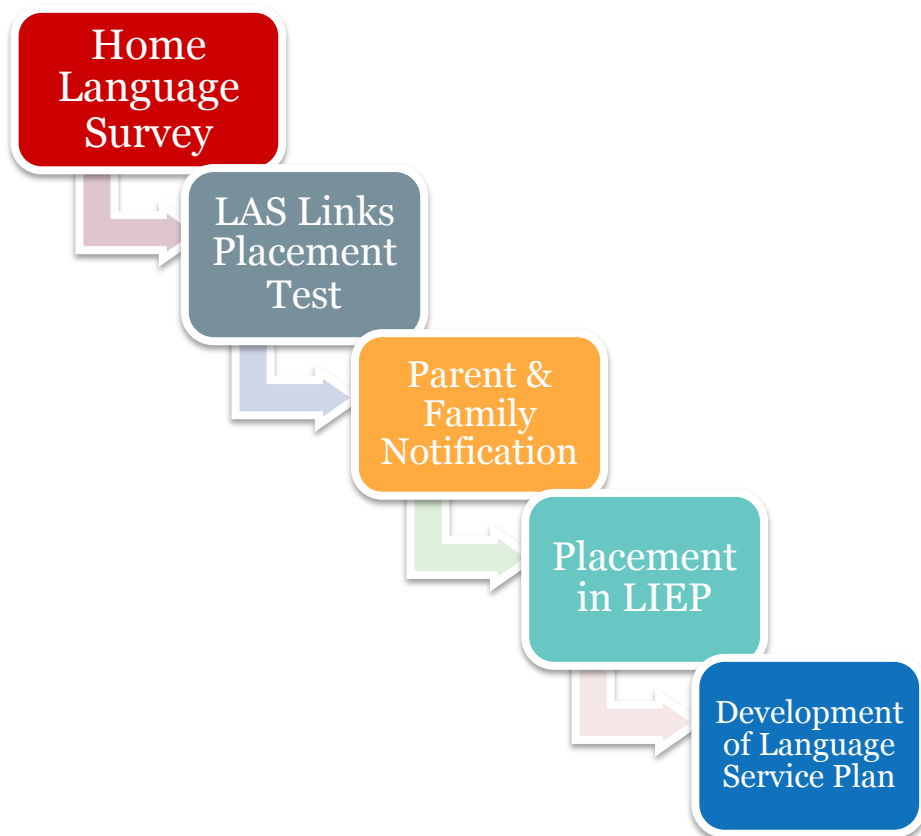 Home
Language
Survey
LAS Links
Placement
Test
Parent &
Family
Notification
Placement
in LIEP
Development
of Language
Service Plan